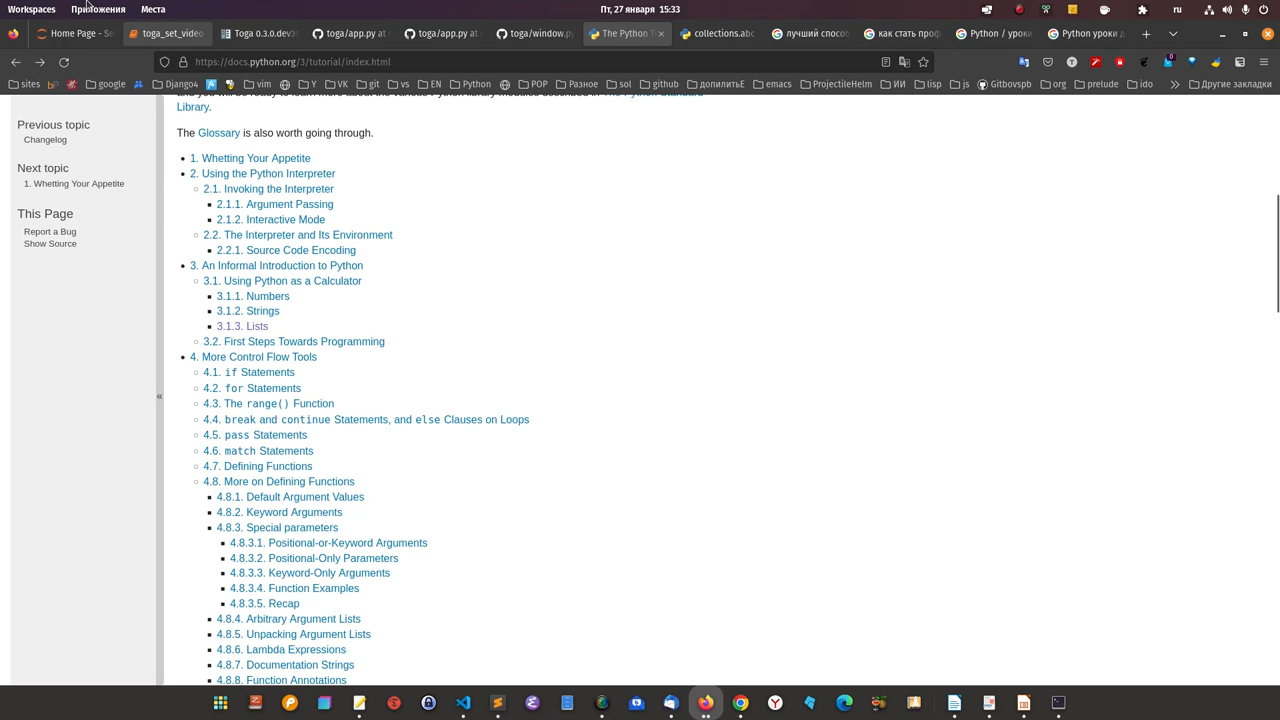 Workspaces Приложения Места Пт, 27 января 15:33 ru
Home Page - Se toga_set_video Toga 0.3.0.dev3 toga/app.py at toga/app.py at toga/window.p The Python T collections.abc лучший способ как стать проф Python / уроки Python уроки д
https://docs.python.org/3/tutorial/index.html
sites google Django4 Y VK git vs EN Python POP Разное sol github допилитьЕ emacs ProjectileHelm ИИ lisp js Gitbovspb org prelude ido Другие закладки
Library.
The Glossary is also worth going through.
Previous topic
Changelog
Next topic
1. Whetting Your Appetite
This Page
Report a Bug
Show Source
«
1. Whetting Your Appetite
2. Using the Python Interpreter
2.1. Invoking the Interpreter
2.1.1. Argument Passing
2.1.2. Interactive Mode
2.2. The Interpreter and Its Environment
2.2.1. Source Code Encoding
3. An Informal Introduction to Python
3.1. Using Python as a Calculator
3.1.1. Numbers
3.1.2. Strings
3.1.3. Lists
3.2. First Steps Towards Programming
4. More Control Flow Tools
4.1. if Statements
4.2. for Statements
4.3. The range() Function
4.4. break and continue Statements, and else Clauses on Loops
4.5. pass Statements
4.6. match Statements
4.7. Defining Functions
4.8. More on Defining Functions
4.8.1. Default Argument Values
4.8.2. Keyword Arguments
4.8.3. Special parameters
4.8.3.1. Positional-or-Keyword Arguments
4.8.3.2. Positional-Only Parameters
4.8.3.3. Keyword-Only Arguments
4.8.3.4. Function Examples
4.8.3.5. Recap
4.8.4. Arbitrary Argument Lists
4.8.5. Unpacking Argument Lists
4.8.6. Lambda Expressions
4.8.7. Documentation Strings
4.8.8. Function Annotations